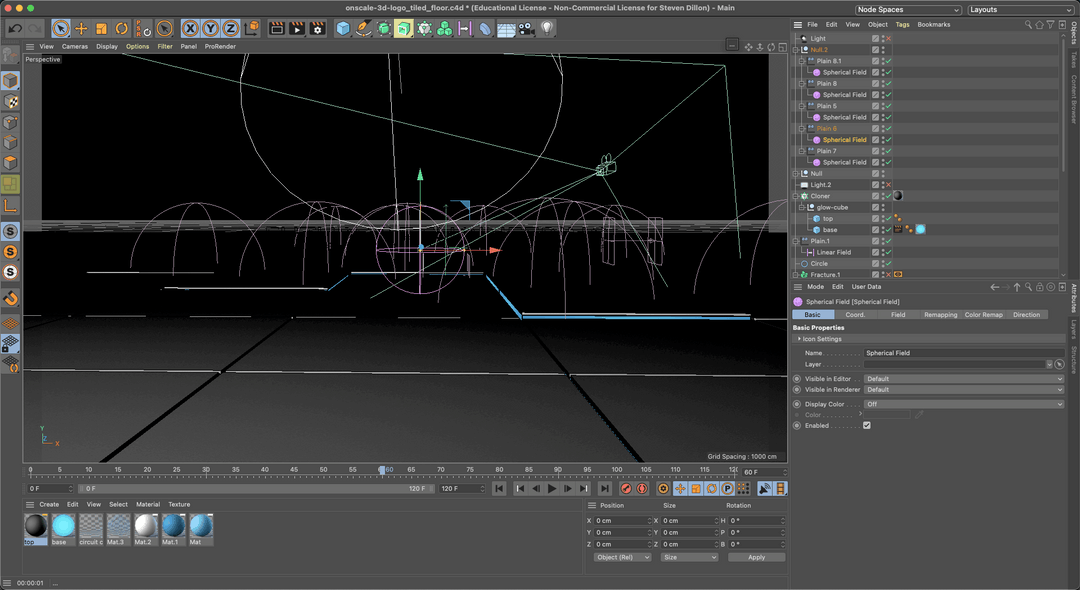 onscale-3d-logo_tiled_floor.c4d * (Educational License - Non-Commercial License for Steven Dillon) - Main
Node Spaces
Layouts
View Cameras Display Options Filter Panel ProRender
Perspective
Grid Spacing : 1000 cm
Y
Z
X
0 5 10 15 20 25 30 35 40 45 50 55 60 65 70 75 80 85 90 95 100 105 110 115
60 F
0 F
0 F
120 F
120 F
Create Edit View Select Material Texture
top
base
circuit c
Mat.3
Mat.2
Mat.1
Mat
Position Size Rotation
X 0 cm X 0 cm H 0 °
Y 0 cm Y 0 cm P 0 °
Z 0 cm Z 0 cm B 0 °
Object (Rel) Size Apply
00:00:01 ...
File Edit View Object Tags Bookmarks
Light
Null.2
Plain 8.1
Spherical Field
Plain 8
Spherical Field
Plain 5
Spherical Field
Plain 6
Spherical Field
Plain 7
Spherical Field
Null
Light.2
Cloner
glow-cube
top
base
Plain.1
Linear Field
Circle
Fracture.1
Objects
Takes
Content Browser
Mode Edit User Data
Spherical Field [Spherical Field]
Basic Coord. Field Remapping Color Remap Direction
Basic Properties
Icon Settings
Name Spherical Field
Layer
Visible in Editor Default
Visible in Renderer Default
Display Color Off
Color
Enabled
Attributes
Layers
Structure